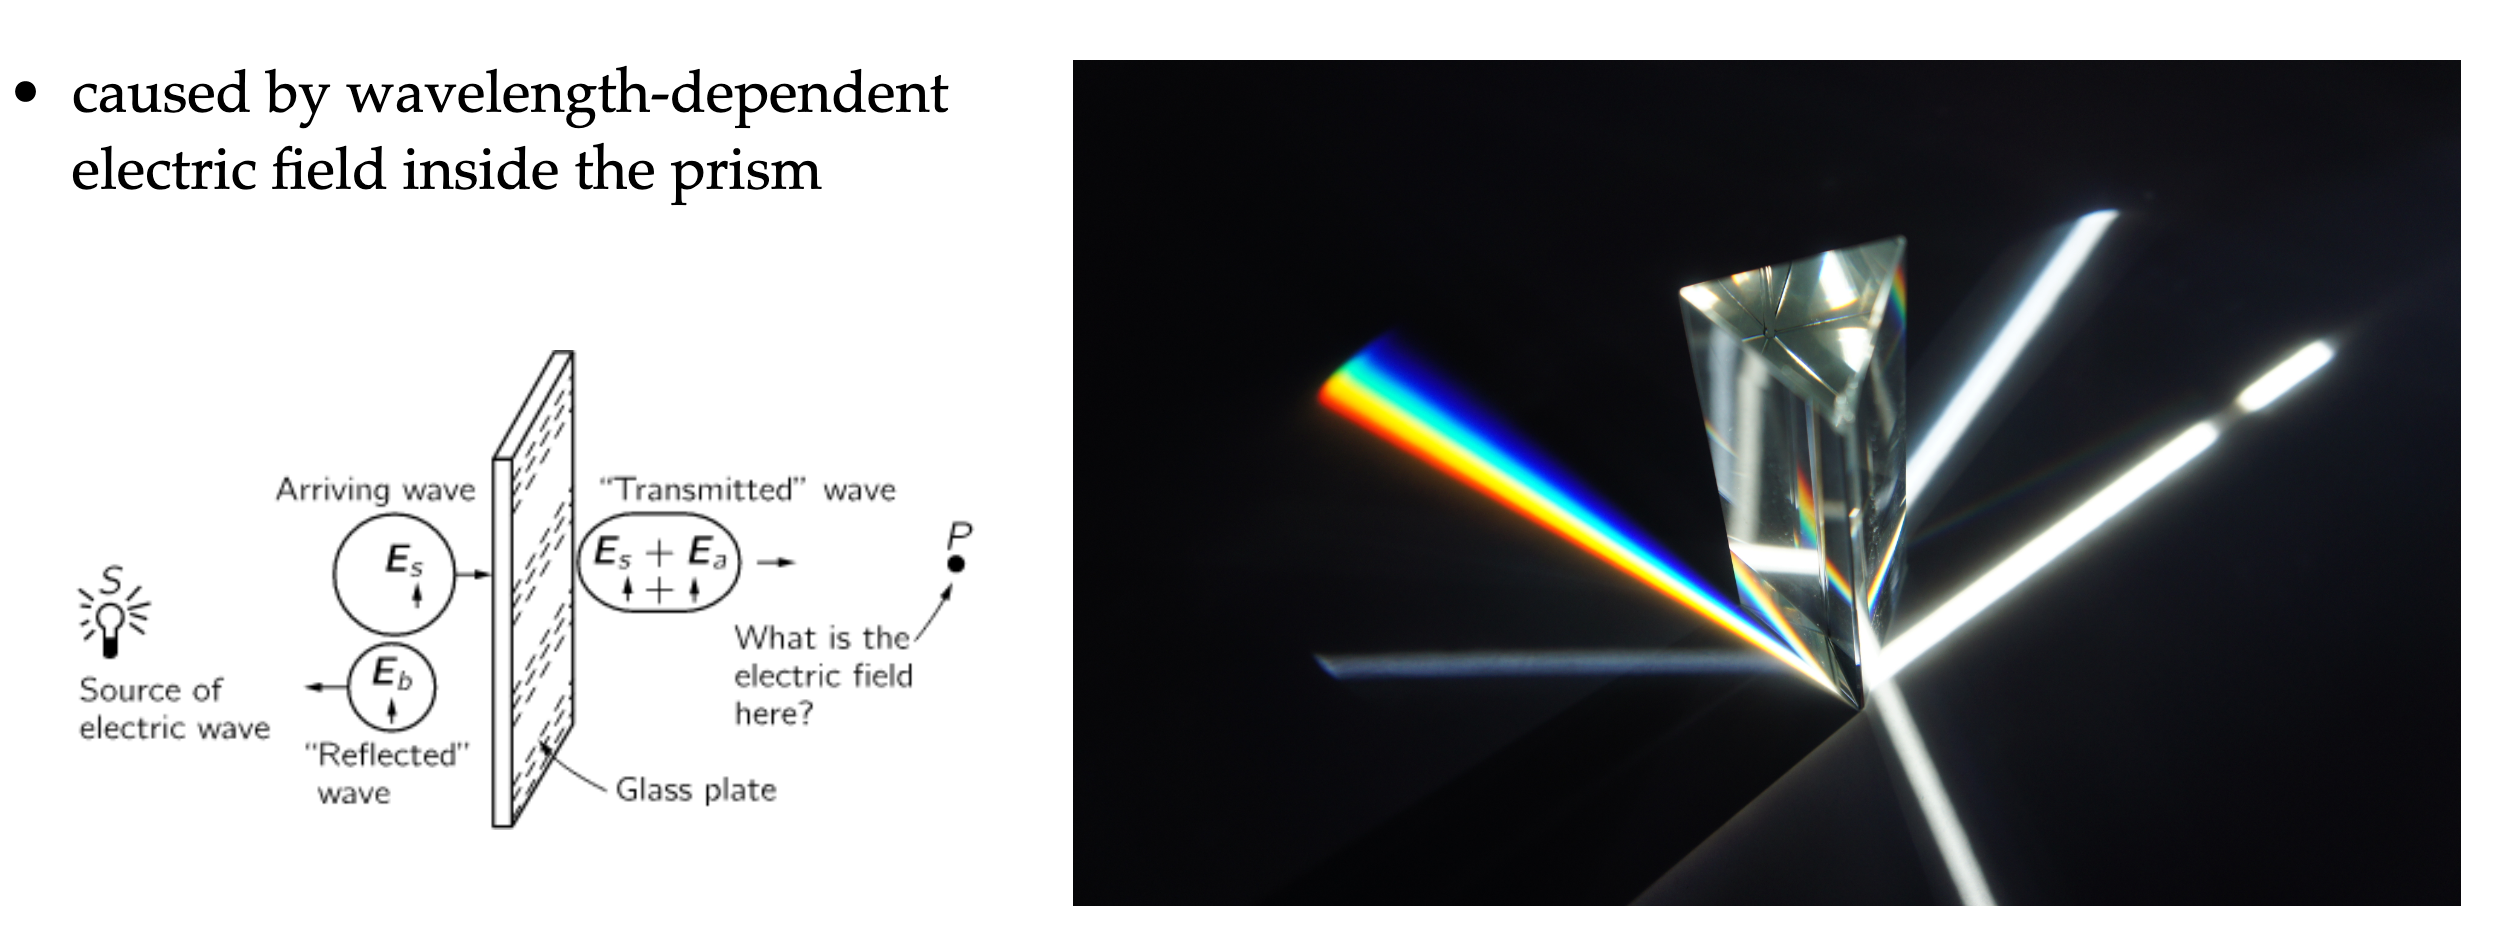 • caused by wavelength-dependent
electric field inside the prism
Arriving wave
“Transmitted” wave
E_s
E_s + E_a
+
P
S
What is the
electric field
here?
E_b
Source of
electric wave
“Reflected”
wave
Glass plate